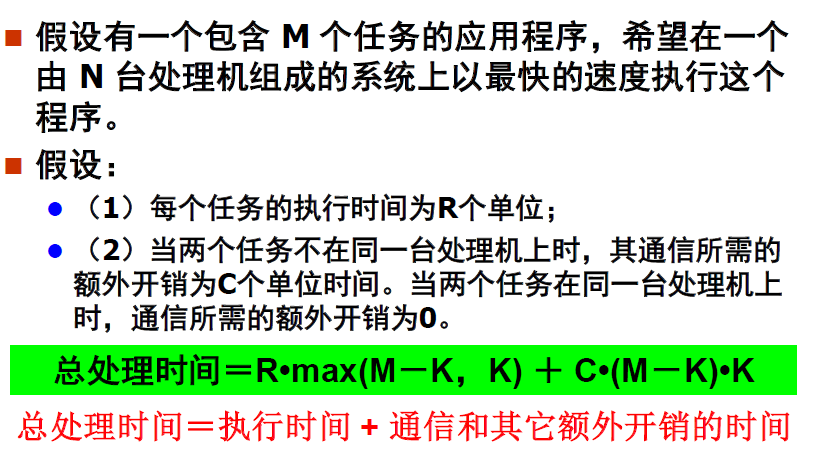 假设有一个包含 M 个任务的应用程序，希望在一个
由 N 台处理机组成的系统上以最快的速度执行这个
程序。
假设：
（1）每个任务的执行时间为R个单位；
（2）当两个任务不在同一台处理机上时，其通信所需的
额外开销为C个单位时间。当两个任务在同一台处理机上
时，通信所需的额外开销为0。
总处理时间＝R•max(M－K，K) ＋ C•(M－K)•K
总处理时间＝执行时间 + 通信和其它额外开销的时间